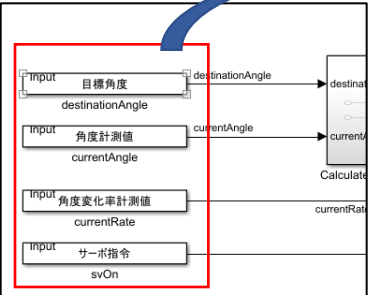 Input
目標角度
destinationAngle
destinationAngle
destinat
Input
角度計測値
currentAngle
currentAngle
currentA
Calculate
Input
角度変化率計測値
currentRate
currentRate
Input
サーボ指令
svOn